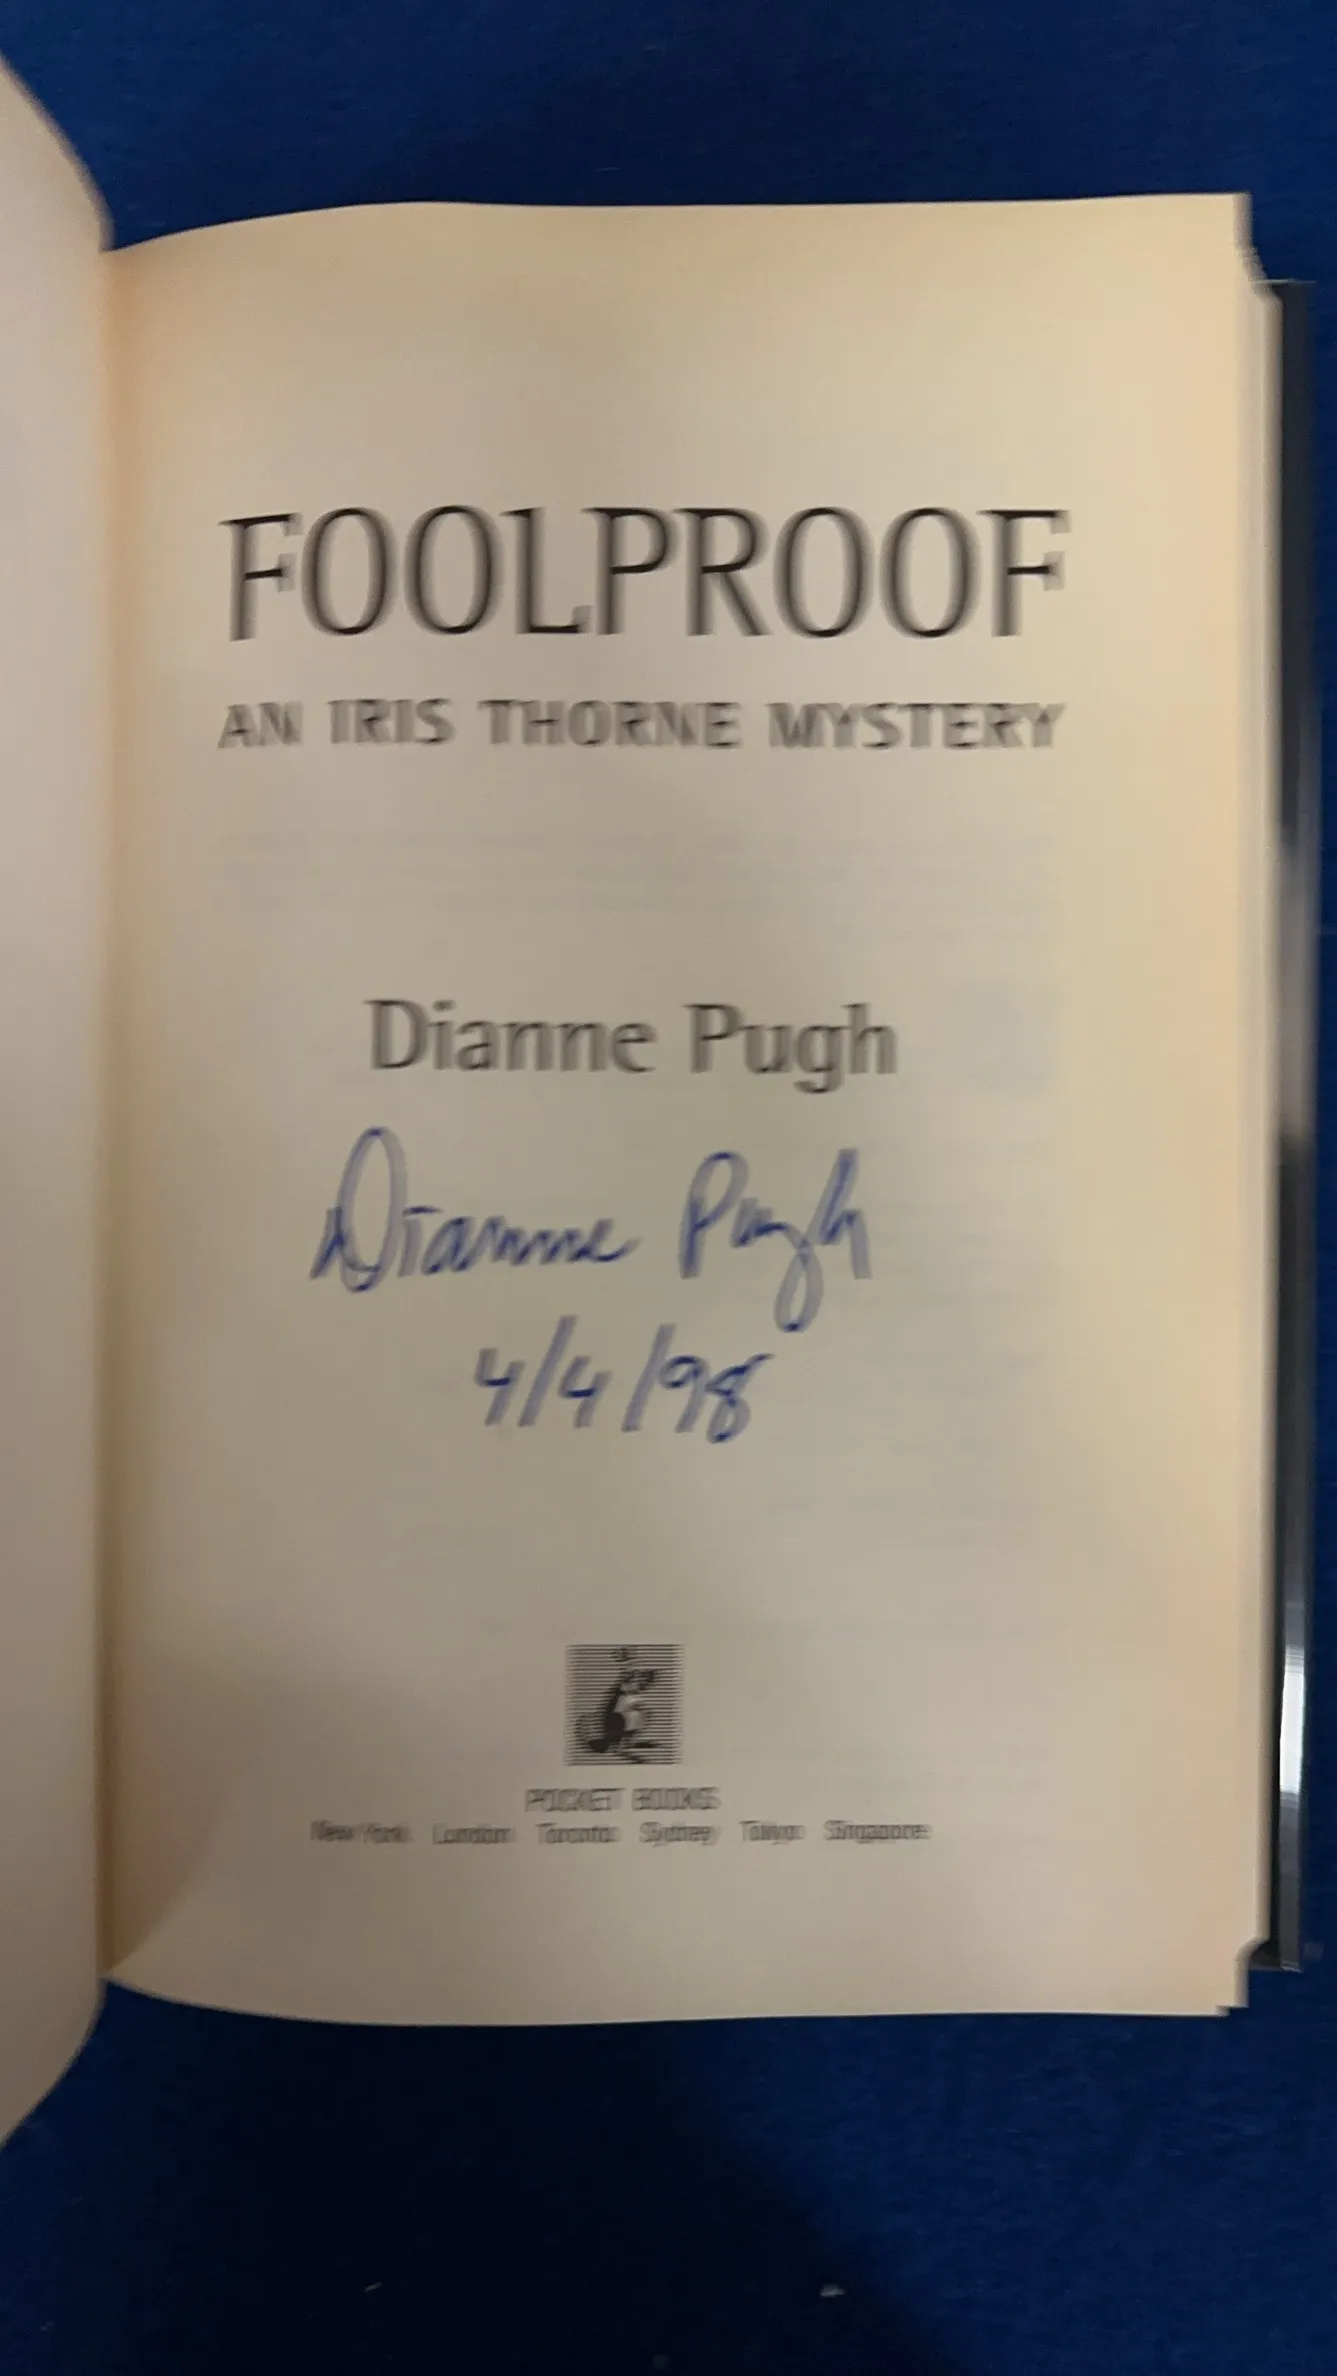 FOOLPROOF
AN IRIS THORNE MYSTERY
Dianne Pugh
Dianne Pugh
4/4/98
POCKET BOOKS
New York London Toronto Sydney Tokyo Singapore